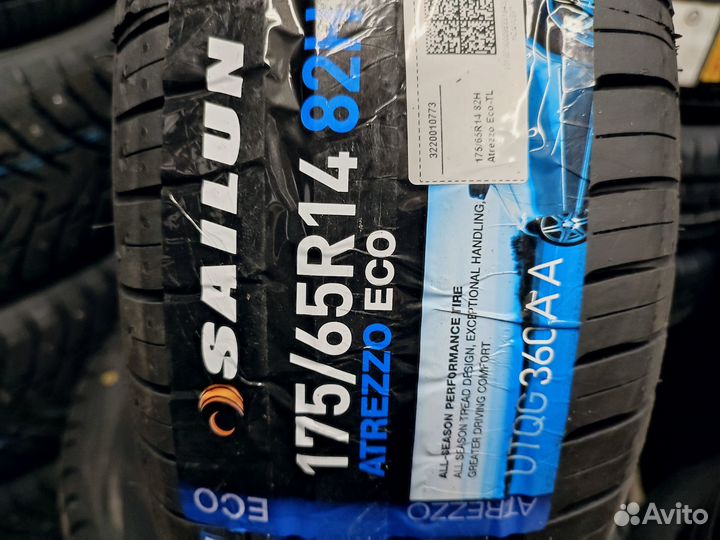 SAILUN
175/65R14 82H
ATREZZO ECO
3220010773
175/65R14 82H
Atrezzo Eco-TL
ALL-SEASON PERFORMANCE TIRE
ALL SEASON TREAD DESIGN, EXCEPTIONAL HANDLING,
GREATER DRIVING COMFORT
UTQG 360 A A
ECO
ATREZZO
Avito